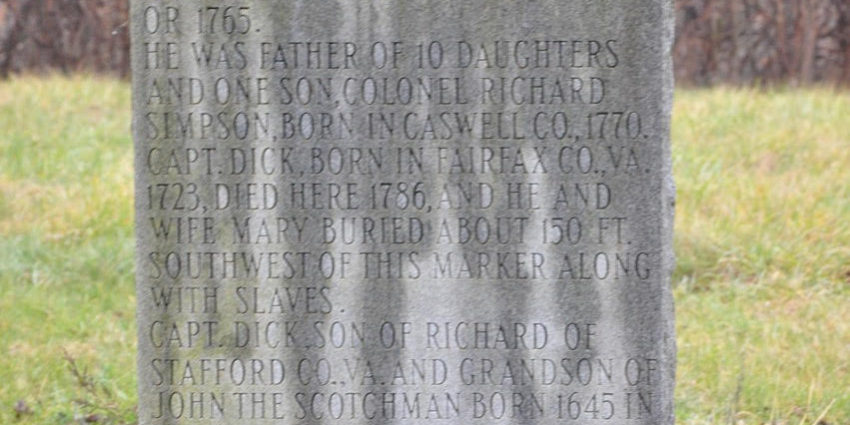 OR 1765.
HE WAS FATHER OF 10 DAUGHTERS
AND ONE SON, COLONEL RICHARD
SIMPSON, BORN IN CASWELL CO., 1770.
CAPT. DICK, BORN IN FAIRFAX CO., VA.
1723, DIED HERE 1786, AND HE AND
WIFE MARY BURIED ABOUT 150 FT.
SOUTHWEST OF THIS MARKER ALONG
WITH SLAVES.
CAPT. DICK, SON OF RICHARD OF
STAFFORD CO., VA. AND GRANDSON OF
JOHN THE SCOTCHMAN BORN 1645 IN